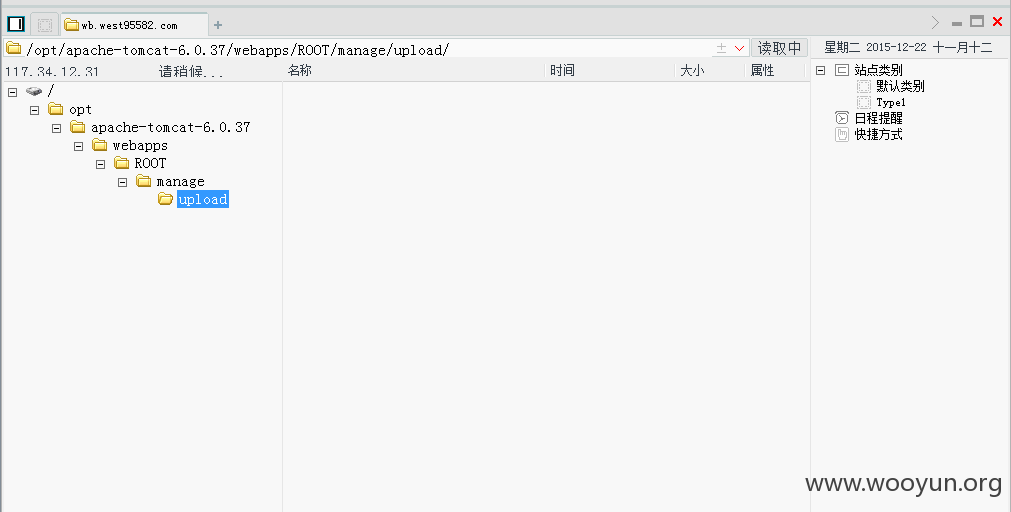 wb.west95582.com
/opt/apache-tomcat-6.0.37/webapps/ROOT/manage/upload/
读取中
星期二 2015-12-22 十一月十二
117.34.12.31
请稍候...
名称
时间
大小
属性
/
opt
apache-tomcat-6.0.37
webapps
ROOT
manage
upload
站点类别
默认类别
Type1
日程提醒
快捷方式
www.wooyun.org